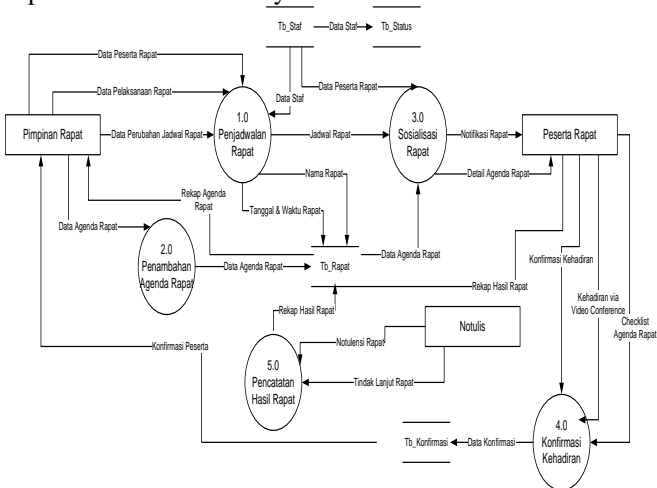 Tb_Staf
Data Staf
Tb_Status
Data Peserta Rapat
Data Pelaksanaan Rapat
Data Peserta Rapat
Data Staf
1.0
Penjadwalan
Rapat
3.0
Sosialisasi
Rapat
Pimpinan Rapat
Data Perubahan Jadwal Rapat
Jadwal Rapat
Notifikasi Rapat
Peserta Rapat
Nama Rapat
Detail Agenda Rapat
Rekap Agenda
Rapat
Tanggal & Waktu Rapat
Data Agenda Rapat
2.0
Penambahan
Agenda Rapat
Data Agenda Rapat
Tb_Rapat
Data Agenda Rapat
Konfirmasi Kehadiran
Rekap Hasil Rapat
Kehadiran via
Video Conference
Checklist
Agenda Rapat
Rekap Hasil Rapat
Notulis
Notulensi Rapat
Konfirmasi Peserta
5.0
Pencatatan
Hasil Rapat
Tindak Lanjut Rapat
4.0
Konfirmasi
Kehadiran
Tb_Konfirmasi
Data Konfirmasi